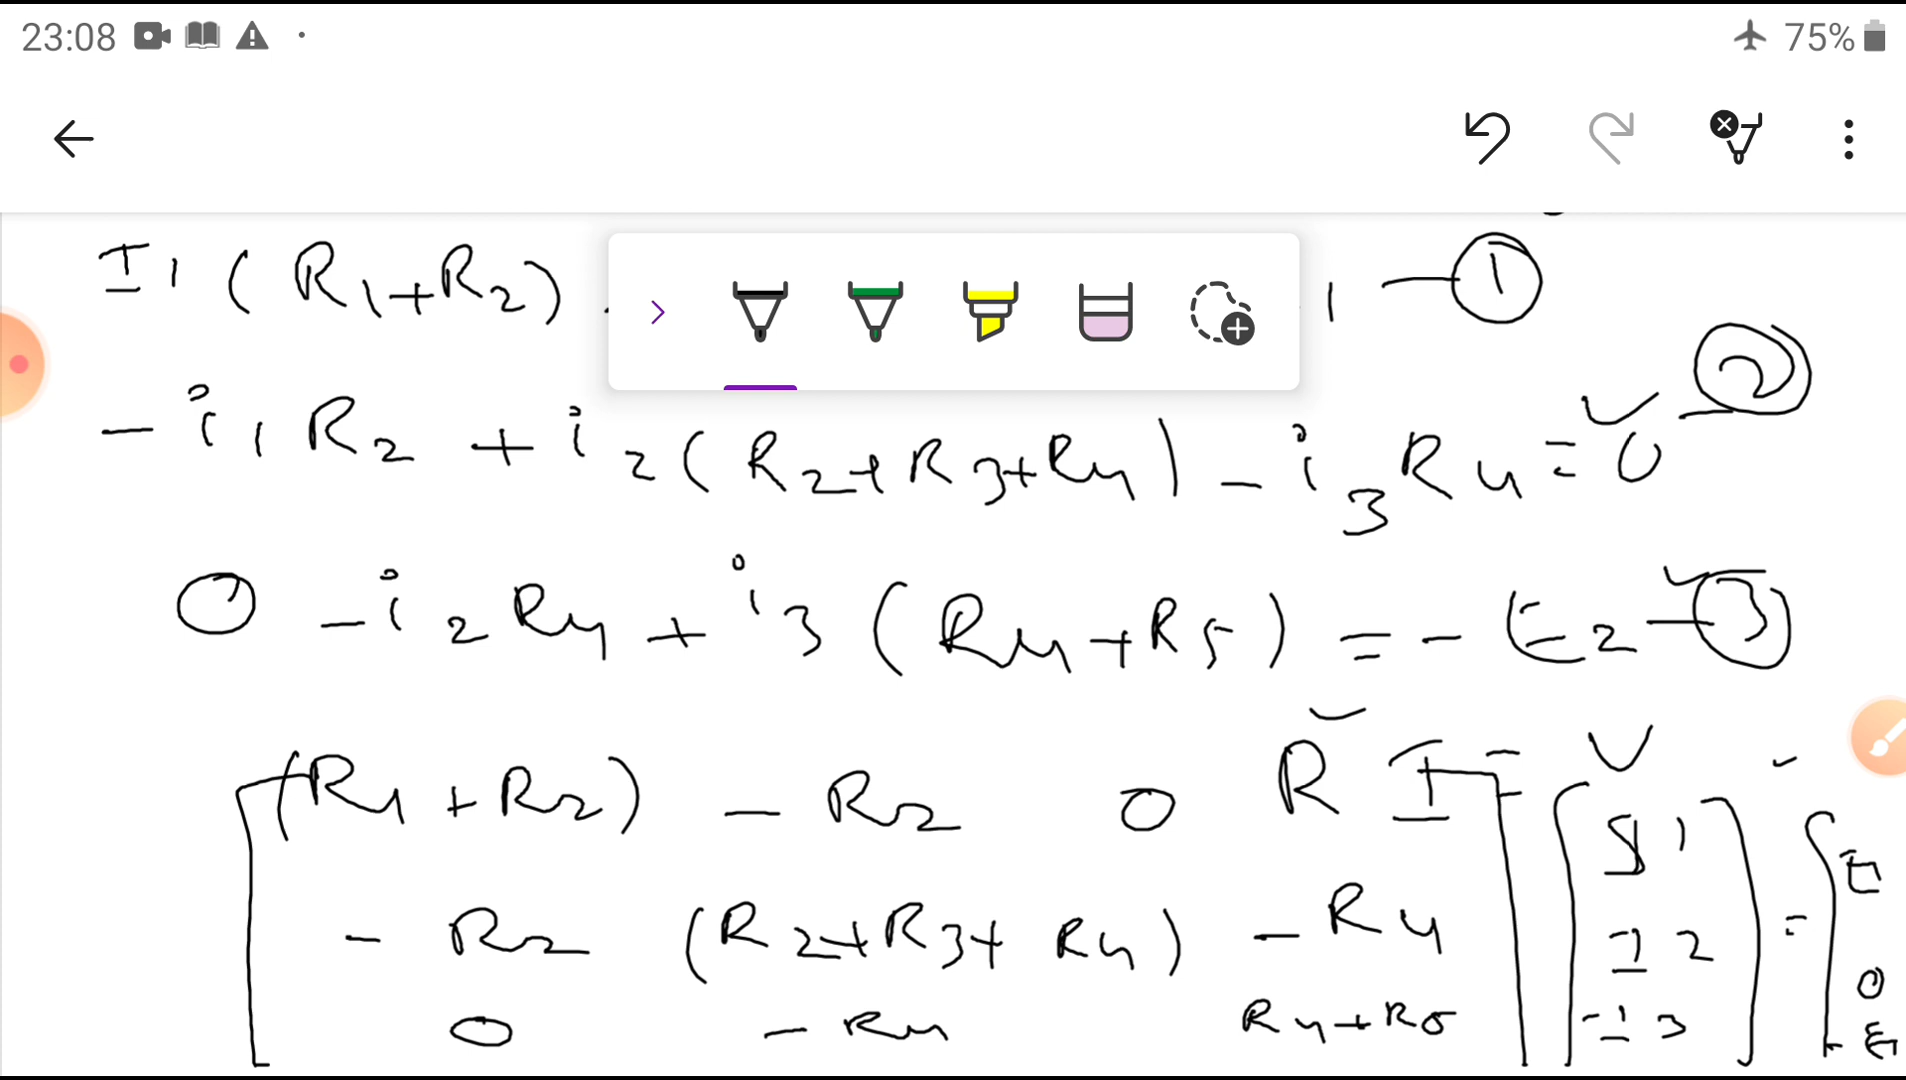 23:08 75%
I1 (R1+R2) 1 — 1
- i1 R2 + i2 (R2+R3+R4) - i3 R4 = 0 2
0 - i2 R4 + i3 (R4+R5) = - E2 — 3
R I = V
(R1+R2) - R2 0 I1 E
- R2 (R2+R3+R4) - R4 I2 = 0
0 - R4 R4+R5 I3 - E